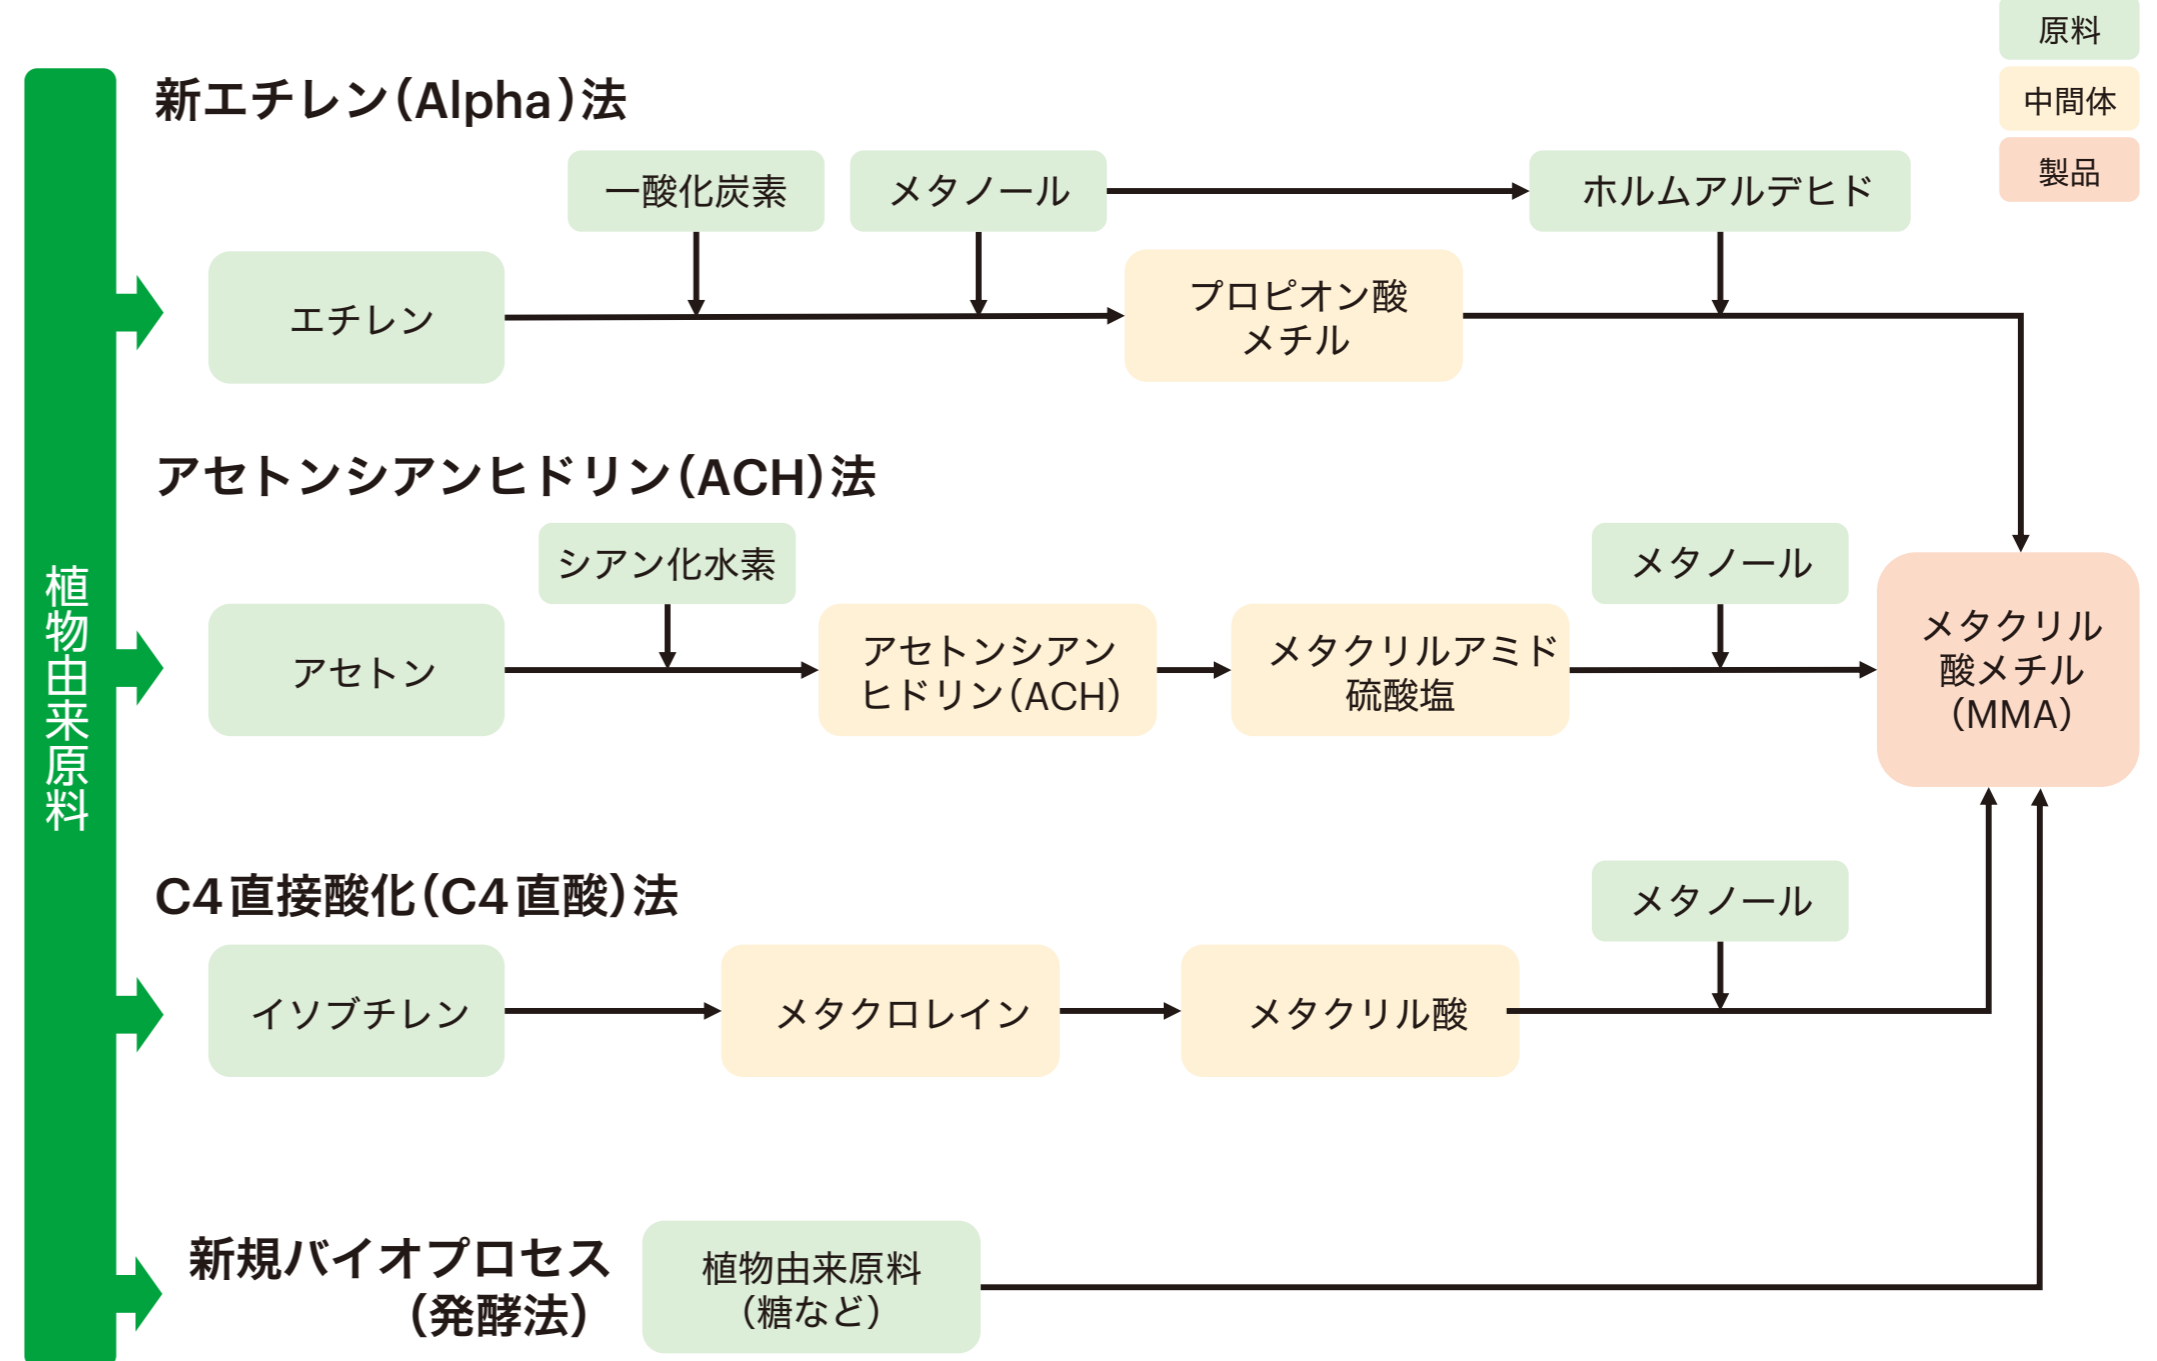 原料
中間体
製品
植物由来原料
新エチレン(Alpha)法
一酸化炭素
メタノール
ホルムアルデヒド
エチレン
プロピオン酸
メチル
アセトンシアンヒドリン(ACH)法
シアン化水素
メタノール
アセトン
アセトンシアン
ヒドリン(ACH)
メタクリルアミド
硫酸塩
メタクリル
酸メチル
(MMA)
C4直接酸化(C4直酸)法
メタノール
イソブチレン
メタクロレイン
メタクリル酸
新規バイオプロセス
(発酵法)
植物由来原料
(糖など)